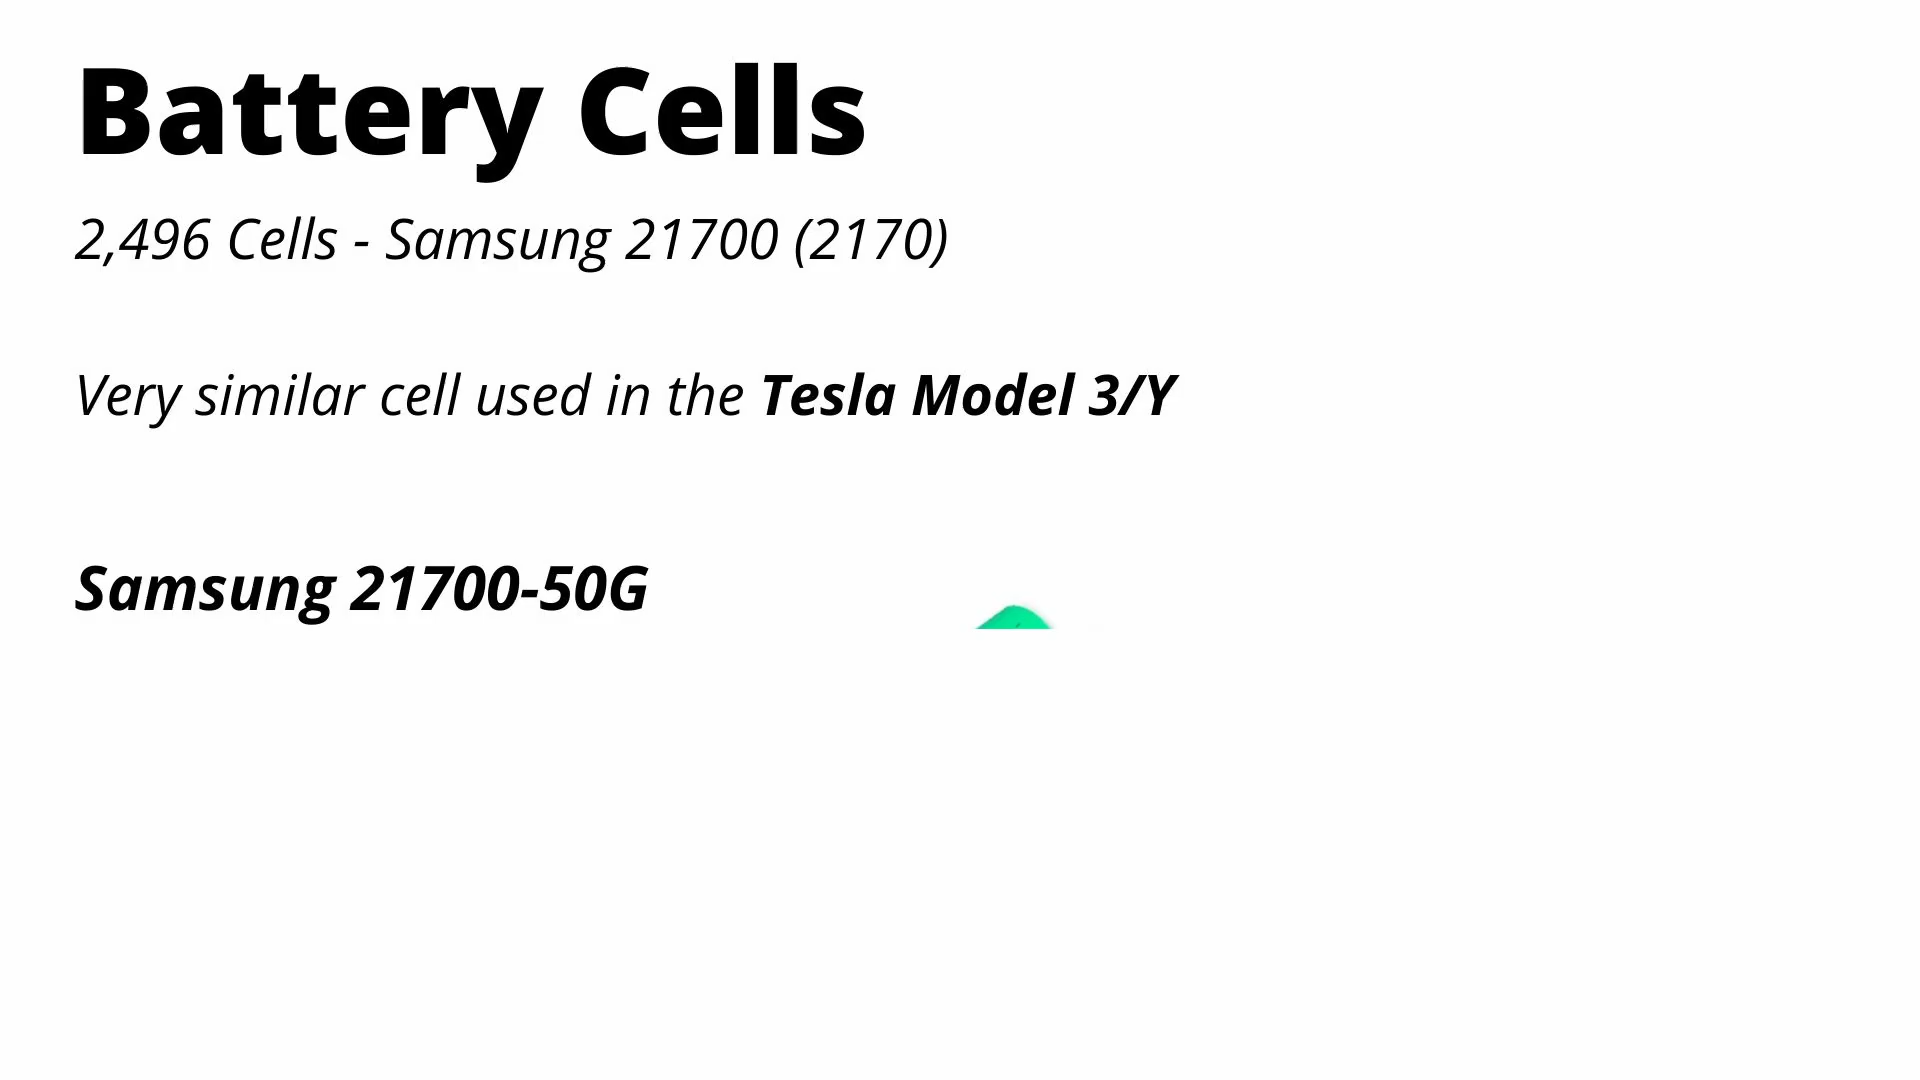 Battery Cells
2,496 Cells - Samsung 21700 (2170)
Very similar cell used in the Tesla Model 3/Y
Samsung 21700-50G